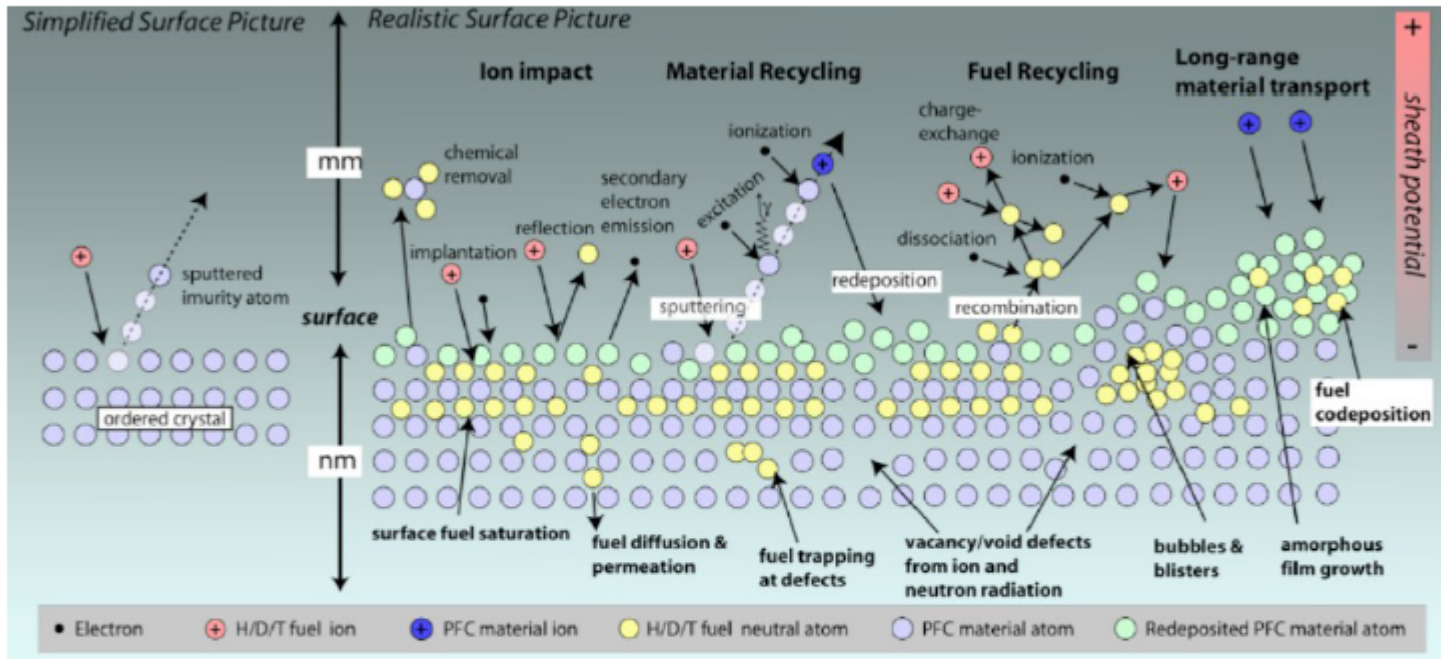 Simplified Surface Picture
Realistic Surface Picture
Ion impact
Material Recycling
Fuel Recycling
Long-range
material transport
+
sheath potential
-
mm
surface
nm
sputtered
imurity atom
ordered crystal
chemical
removal
implantation
reflection
secondary
electron
emission
ionization
excitation
sputtering
redeposition
charge-
exchange
ionization
dissociation
recombination
fuel
codeposition
surface fuel saturation
fuel diffusion &
permeation
fuel trapping
at defects
vacancy/void defects
from ion and
neutron radiation
bubbles &
blisters
amorphous
film growth
Electron
H/D/T fuel ion
PFC material ion
H/D/T fuel neutral atom
PFC material atom
Redeposited PFC material atom